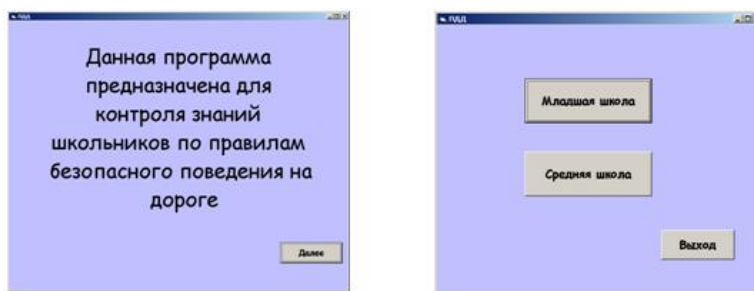 ПДД
Данная программа
предназначена для
контроля знаний
школьников по правилам
безопасного поведения на
дороге
Далее
ПДД
Младшая школа
Средняя школа
Выход